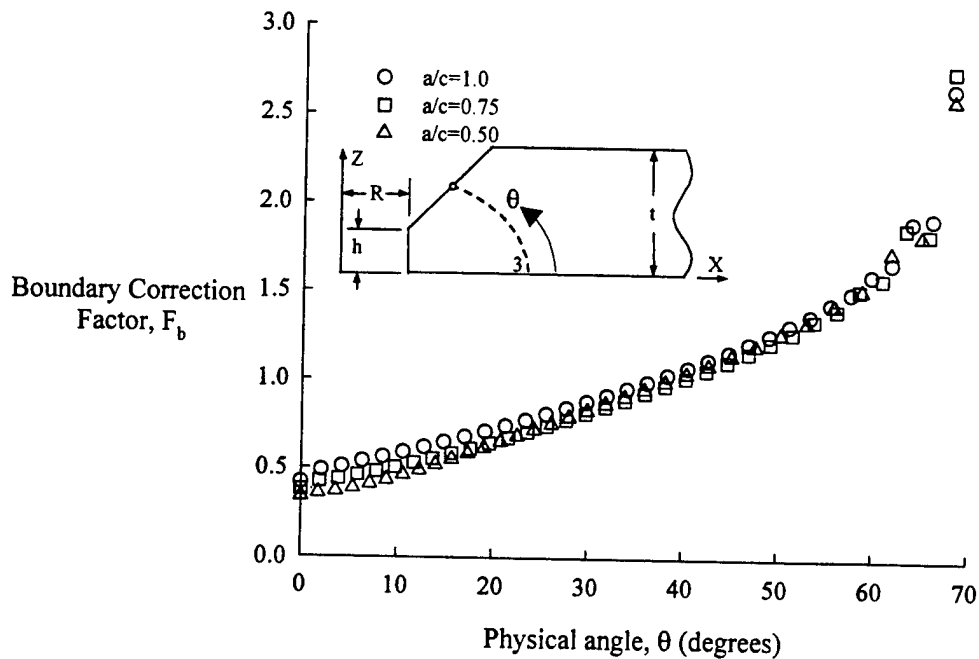 3.0
2.5
2.0
1.5
1.0
0.5
0.0
Boundary Correction
Factor, F_b
a/c=1.0
a/c=0.75
a/c=0.50
Z
R
h
θ
t
3
X
0 10 20 30 40 50 60 70
Physical angle, θ (degrees)